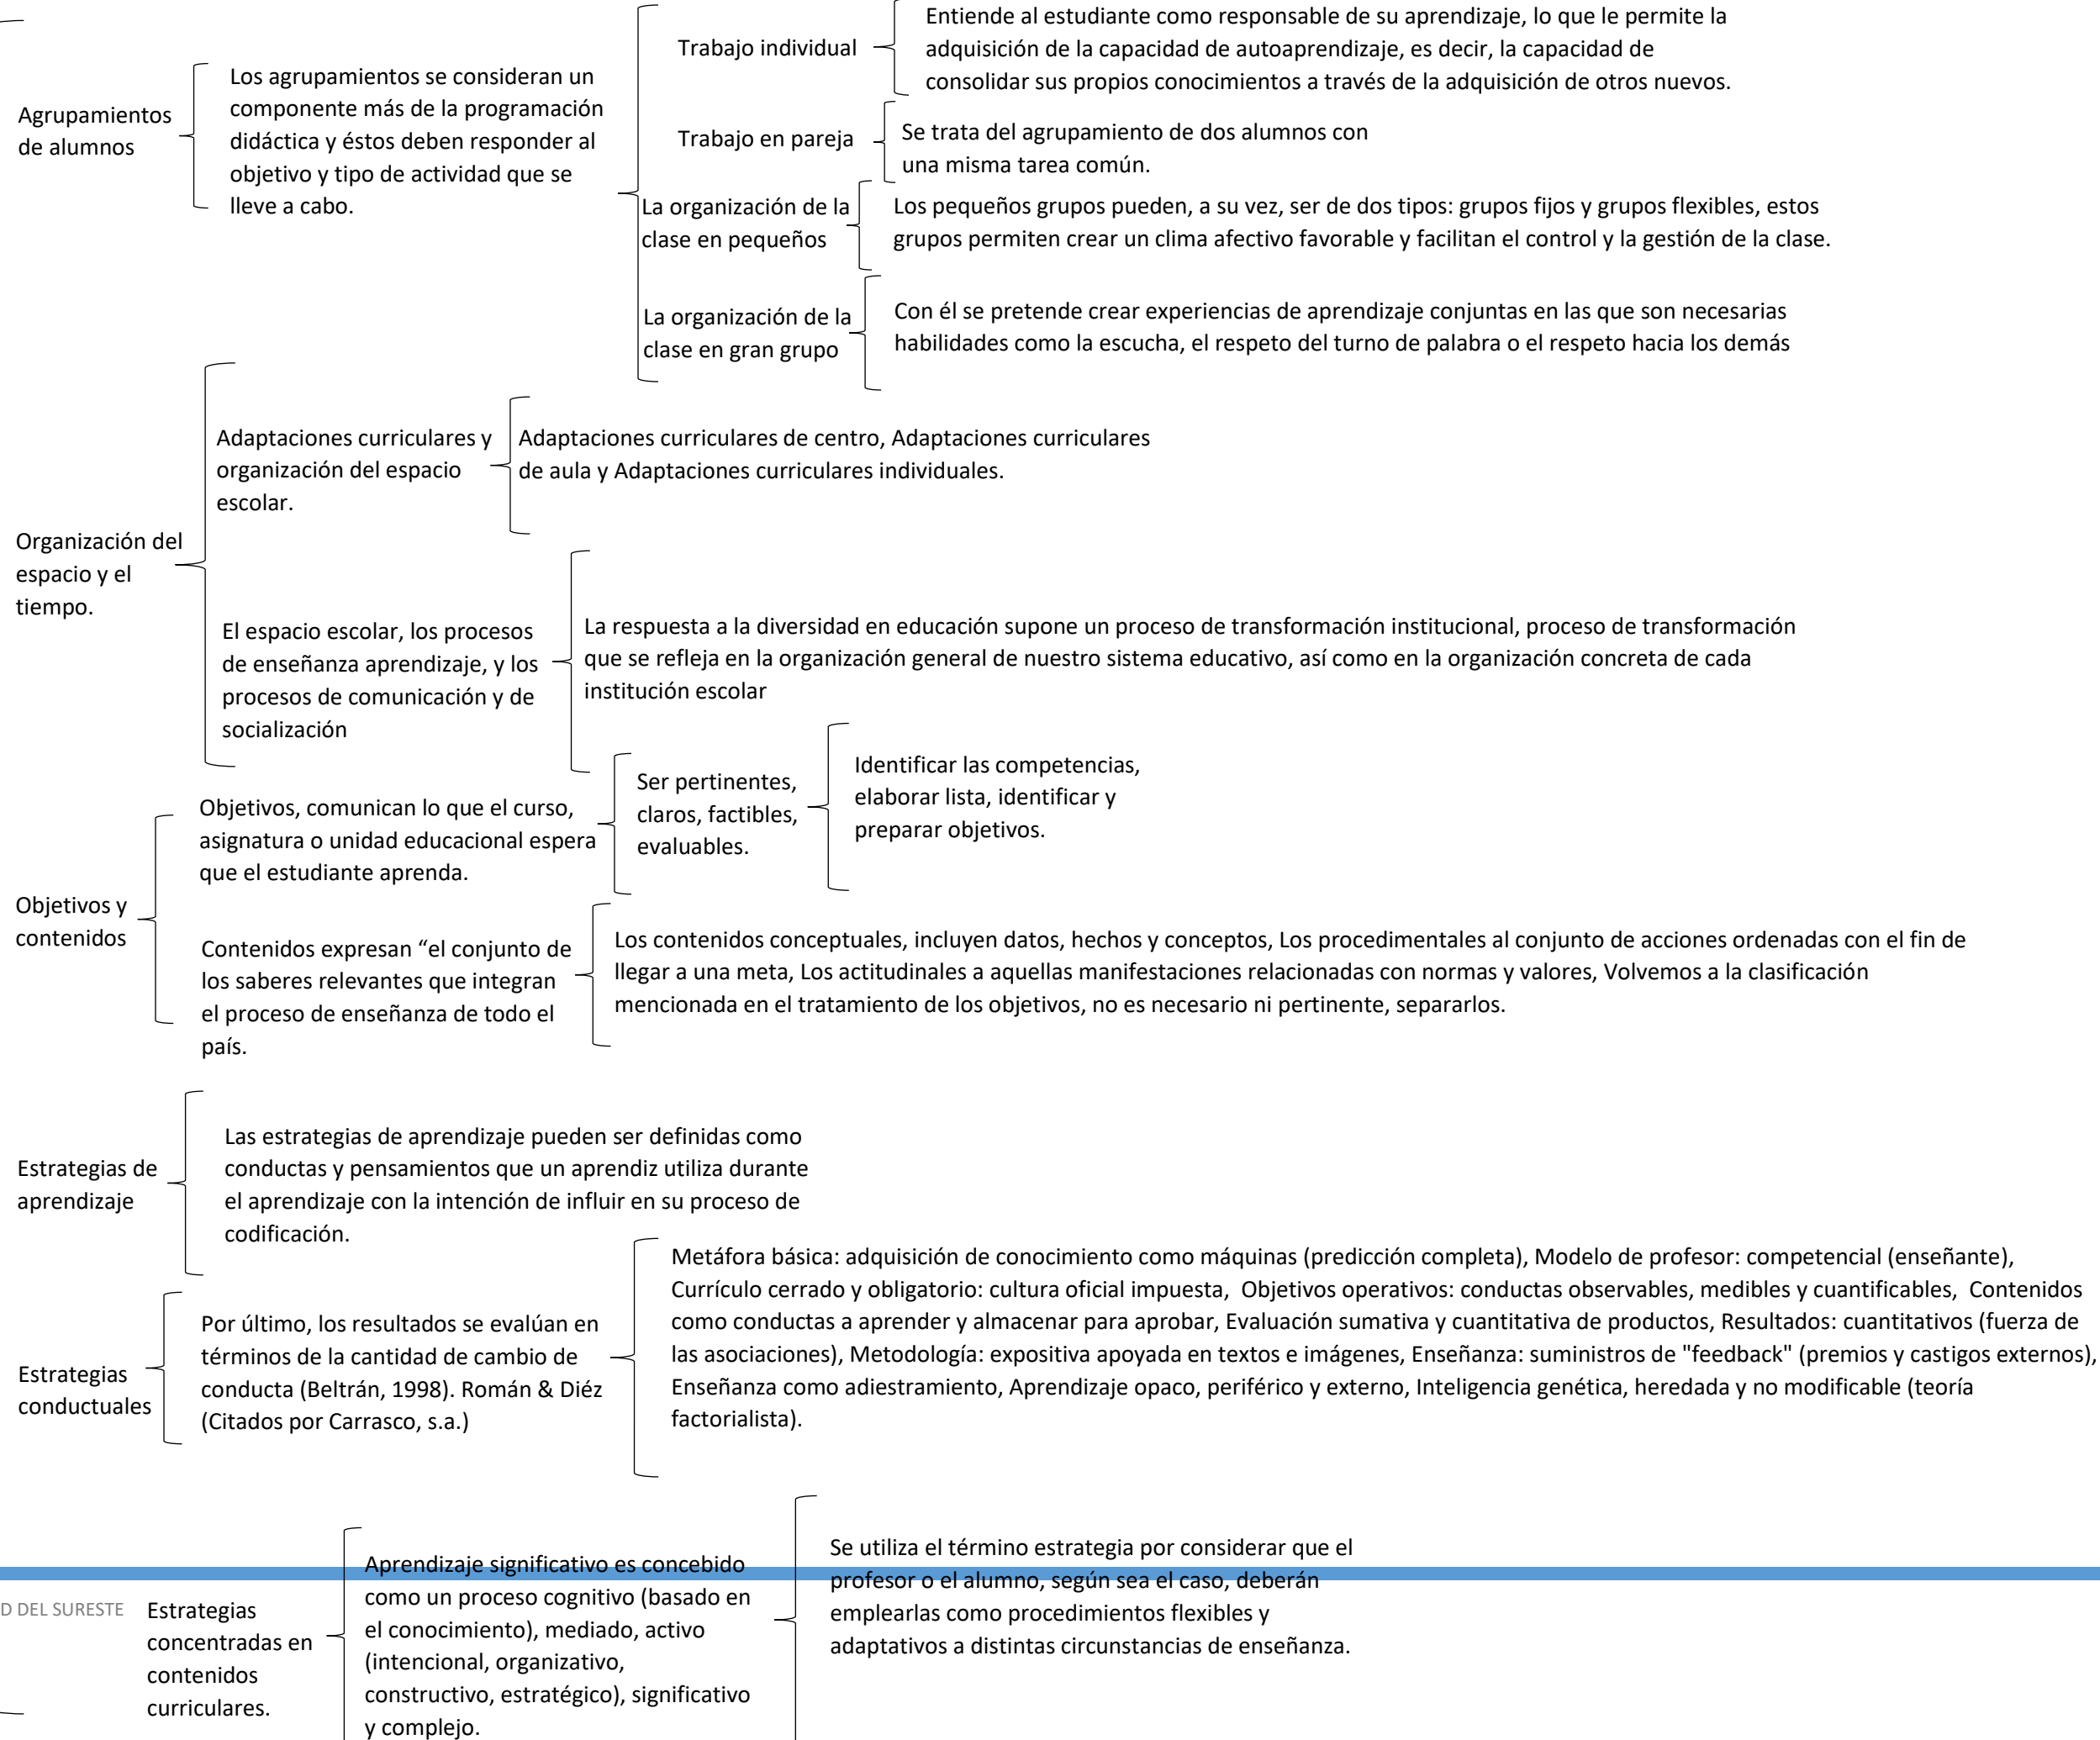 Agrupamientos
de alumnos
Los agrupamientos se consideran un
componente más de la programación
didáctica y éstos deben responder al
objetivo y tipo de actividad que se
lleve a cabo.
Trabajo individual
Entiende al estudiante como responsable de su aprendizaje, lo que le permite la
adquisición de la capacidad de autoaprendizaje, es decir, la capacidad de
consolidar sus propios conocimientos a través de la adquisición de otros nuevos.
Trabajo en pareja
Se trata del agrupamiento de dos alumnos con
una misma tarea común.
La organización de la
clase en pequeños
Los pequeños grupos pueden, a su vez, ser de dos tipos: grupos fijos y grupos flexibles, estos
grupos permiten crear un clima afectivo favorable y facilitan el control y la gestión de la clase.
La organización de la
clase en gran grupo
Con él se pretende crear experiencias de aprendizaje conjuntas en las que son necesarias
habilidades como la escucha, el respeto del turno de palabra o el respeto hacia los demás
Organización del
espacio y el
tiempo.
Adaptaciones curriculares y
organización del espacio
escolar.
Adaptaciones curriculares de centro, Adaptaciones curriculares
de aula y Adaptaciones curriculares individuales.
El espacio escolar, los procesos
de enseñanza aprendizaje, y los
procesos de comunicación y de
socialización
La respuesta a la diversidad en educación supone un proceso de transformación institucional, proceso de transformación
que se refleja en la organización general de nuestro sistema educativo, así como en la organización concreta de cada
institución escolar
Objetivos y
contenidos
Objetivos, comunican lo que el curso,
asignatura o unidad educacional espera
que el estudiante aprenda.
Ser pertinentes,
claros, factibles,
evaluables.
Identificar las competencias,
elaborar lista, identificar y
preparar objetivos.
Contenidos expresan “el conjunto de
los saberes relevantes que integran
el proceso de enseñanza de todo el
país.
Los contenidos conceptuales, incluyen datos, hechos y conceptos, Los procedimentales al conjunto de acciones ordenadas con el fin de
llegar a una meta, Los actitudinales a aquellas manifestaciones relacionadas con normas y valores, Volvemos a la clasificación
mencionada en el tratamiento de los objetivos, no es necesario ni pertinente, separarlos.
Estrategias de
aprendizaje
Las estrategias de aprendizaje pueden ser definidas como
conductas y pensamientos que un aprendiz utiliza durante
el aprendizaje con la intención de influir en su proceso de
codificación.
Estrategias
conductuales
Por último, los resultados se evalúan en
términos de la cantidad de cambio de
conducta (Beltrán, 1998). Román & Diéz
(Citados por Carrasco, s.a.)
Metáfora básica: adquisición de conocimiento como máquinas (predicción completa), Modelo de profesor: competencial (enseñante),
Currículo cerrado y obligatorio: cultura oficial impuesta,  Objetivos operativos: conductas observables, medibles y cuantificables,  Contenidos
como conductas a aprender y almacenar para aprobar, Evaluación sumativa y cuantitativa de productos, Resultados: cuantitativos (fuerza de
las asociaciones), Metodología: expositiva apoyada en textos e imágenes, Enseñanza: suministros de "feedback" (premios y castigos externos),
Enseñanza como adiestramiento, Aprendizaje opaco, periférico y externo, Inteligencia genética, heredada y no modificable (teoría
factorialista).
D DEL SURESTE
Estrategias
concentradas en
contenidos
curriculares.
Aprendizaje significativo es concebido
como un proceso cognitivo (basado en
el conocimiento), mediado, activo
(intencional, organizativo,
constructivo, estratégico), significativo
y complejo.
Se utiliza el término estrategia por considerar que el
profesor o el alumno, según sea el caso, deberán
emplearlas como procedimientos flexibles y
adaptativos a distintas circunstancias de enseñanza.